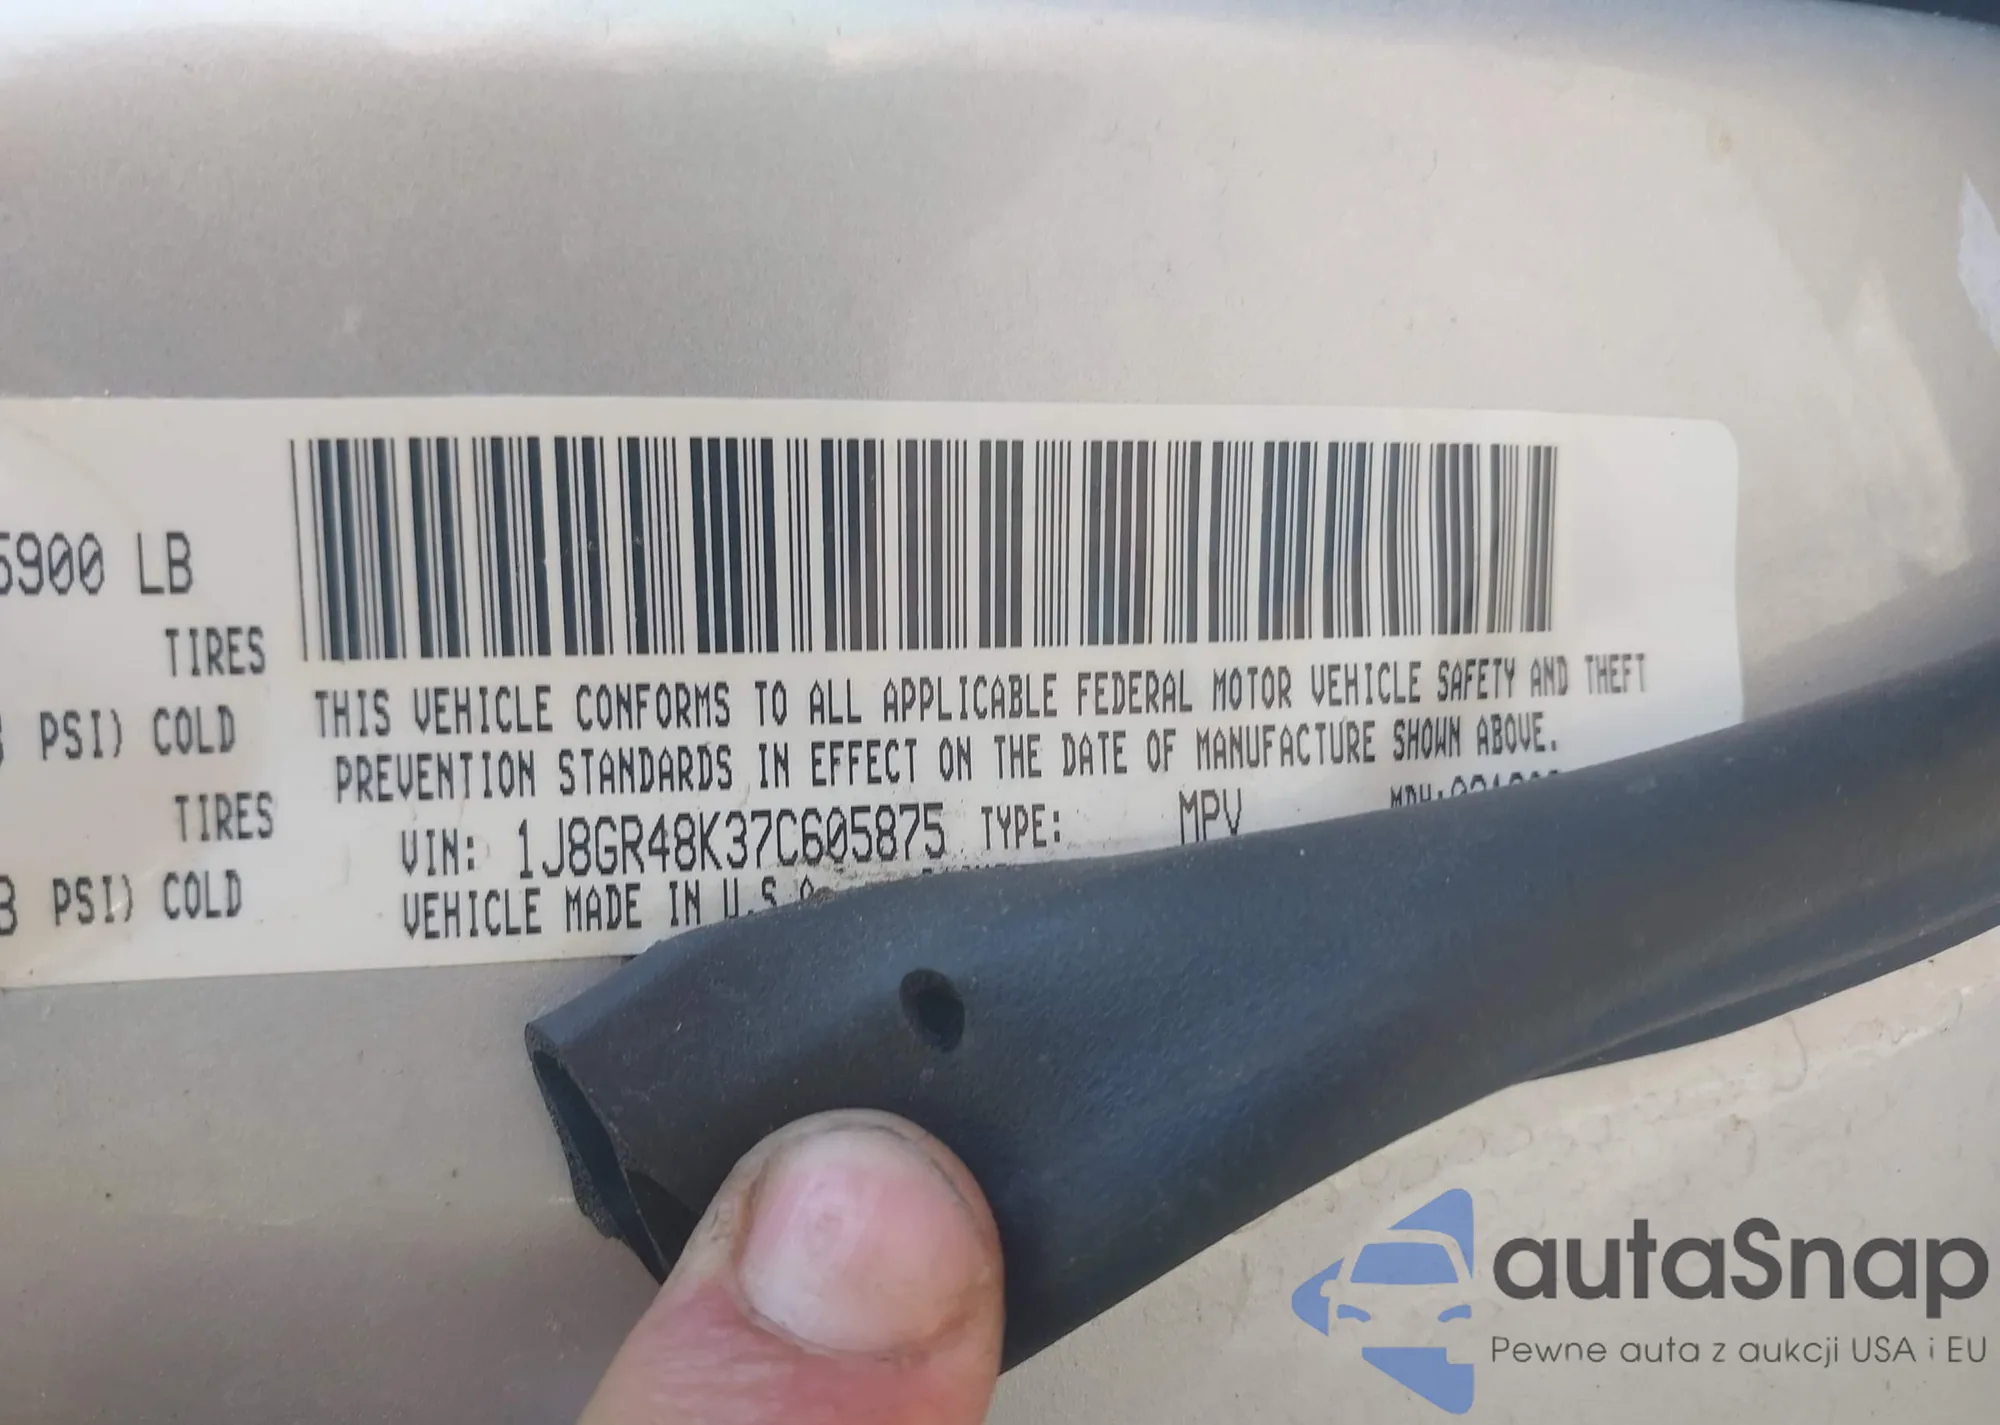 5900 LB
TIRES
PSI) COLD
TIRES
PSI) COLD
THIS VEHICLE CONFORMS TO ALL APPLICABLE FEDERAL MOTOR VEHICLE SAFETY AND THEFT
PREVENTION STANDARDS IN EFFECT ON THE DATE OF MANUFACTURE SHOWN ABOVE.
VIN: 1J8GR48K37C605875 TYPE: MPV
VEHICLE MADE IN U.S.A
autaSnap
Pewne auta z aukcji USA i EU